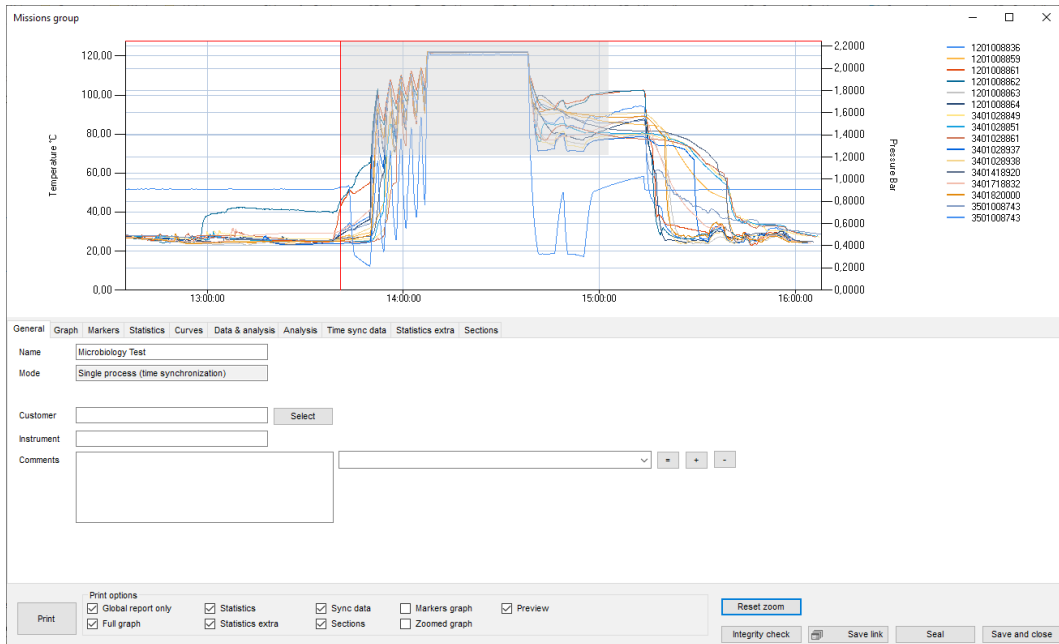 Missions group
120,00
100,00
80,00
60,00
40,00
20,00
0,00
Temperature °C
13:00:00
14:00:00
15:00:00
16:00:00
2,2000
2,0000
1,8000
1,6000
1,4000
1,2000
1,0000
0,8000
0,6000
0,4000
0,2000
0,0000
Pressure Bar
1201008836
1201008859
1201008861
1201008862
1201008863
1201008864
3401028849
3401028851
3401028861
3401028937
3401028938
3401418920
3401718832
3401820000
3501008743
3501008743
General Graph Markers Statistics Curves Data & analysis Analysis Time sync data Statistics extra Sections
Name Microbiology Test
Mode Single process (time synchronization)
Customer Select
Instrument
Comments = + -
Print options
Print
Global report only Statistics Sync data Markers graph Preview
Full graph Statistics extra Sections Zoomed graph
Reset zoom
Integrity check Save link Seal Save and close